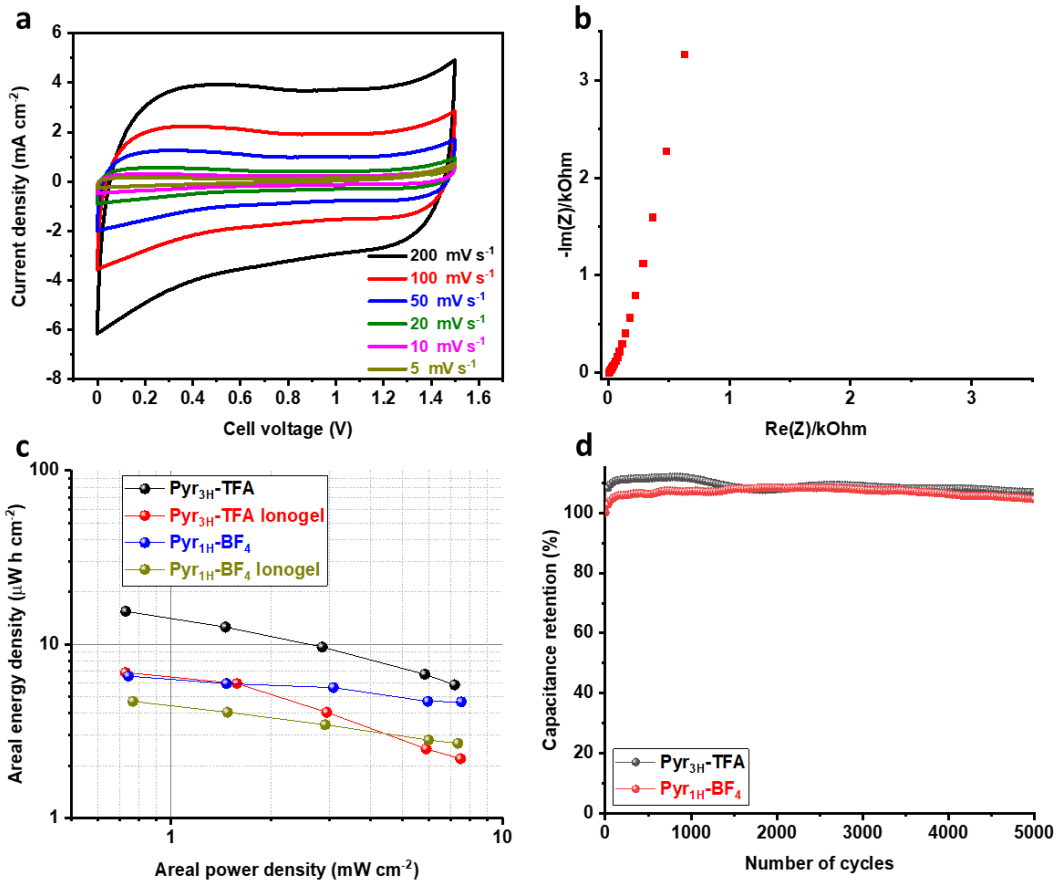 a
Current density (mA cm⁻²)
6
4
2
0
-2
-4
-6
-8
0
0.2
0.4
0.6
0.8
1
1.2
1.4
1.6
Cell voltage (V)
200 mV s⁻¹
100 mV s⁻¹
50 mV s⁻¹
20 mV s⁻¹
10 mV s⁻¹
5 mV s⁻¹
b
-Im(Z)/kOhm
3
2
1
0
0
1
2
3
Re(Z)/kOhm
c
Areal energy density (μW h cm⁻²)
100
10
1
1
10
Areal power density (mW cm⁻²)
Pyr₃H-TFA
Pyr₃H-TFA Ionogel
Pyr₁H-BF₄
Pyr₁H-BF₄ Ionogel
d
Capacitance retention (%)
100
80
60
40
20
0
0
1000
2000
3000
4000
5000
Number of cycles
Pyr₃H-TFA
Pyr₁H-BF₄